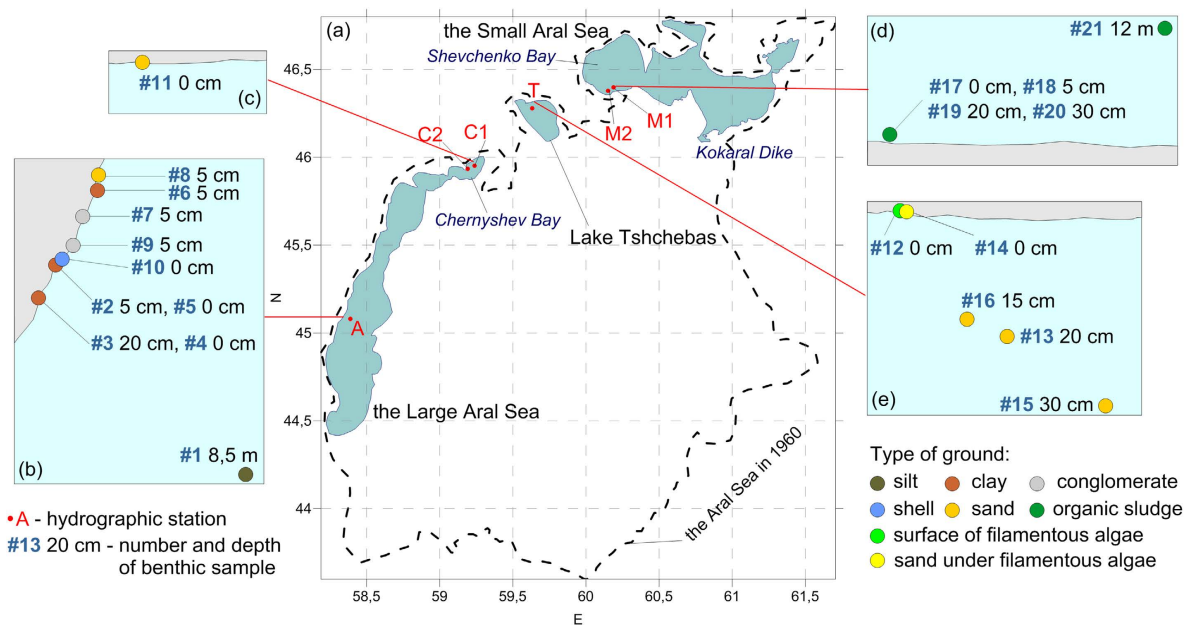 (a)
the Small Aral Sea
Shevchenko Bay
T
M1
M2
C2
C1
Kokaral Dike
Chernyshev Bay
Lake Tshchebas
A
the Large Aral Sea
the Aral Sea in 1960
46,5
46
45,5
45
44,5
44
N
58,5
59
59,5
60
60,5
61
61,5
E
#11 0 cm
(c)
#8 5 cm
#6 5 cm
#7 5 cm
#9 5 cm
#10 0 cm
#2 5 cm, #5 0 cm
#3 20 cm, #4 0 cm
#1 8,5 m
(b)
•A - hydrographic station
#13 20 cm - number and depth
of benthic sample
(d)
#21 12 m
#17 0 cm, #18 5 cm
#19 20 cm, #20 30 cm
#12 0 cm
#14 0 cm
#16 15 cm
#13 20 cm
#15 30 cm
(e)
Type of ground:
silt clay conglomerate
shell sand organic sludge
surface of filamentous algae
sand under filamentous algae